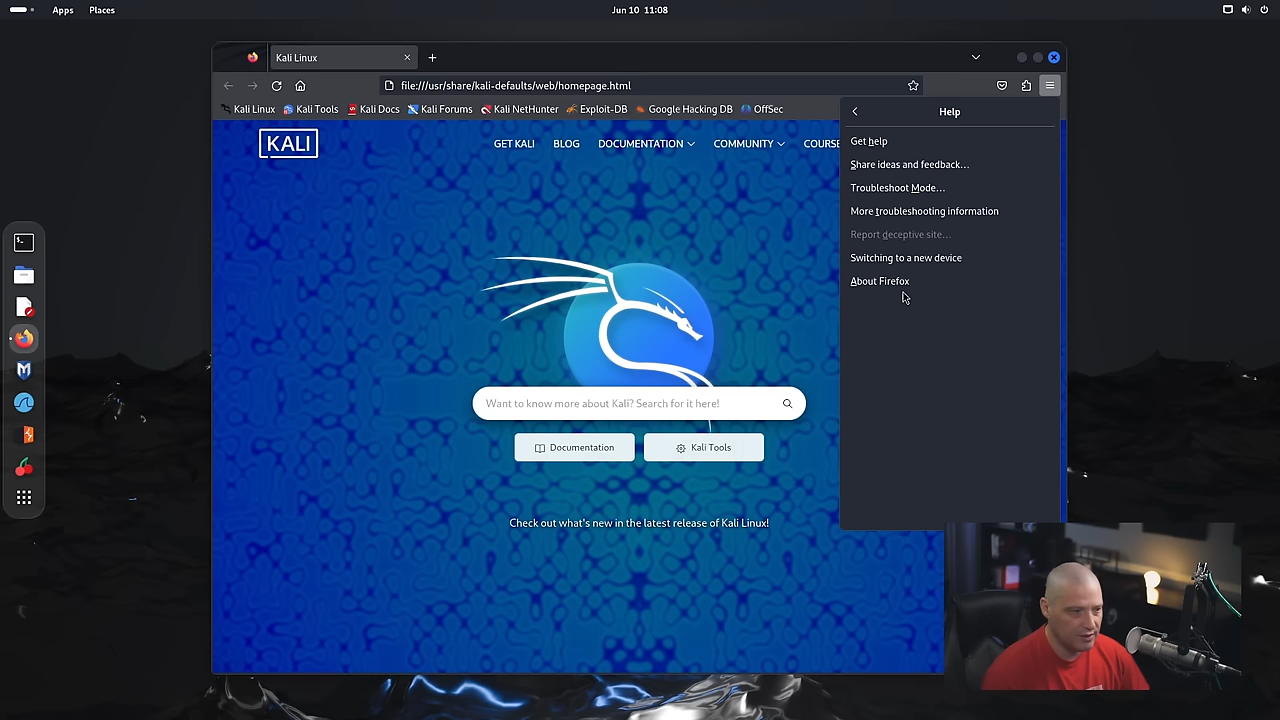 Apps Places Jun 10 11:08
Kali Linux
file:///usr/share/kali-defaults/web/homepage.html
Kali Linux Kali Tools Kali Docs Kali Forums Kali NetHunter Exploit-DB Google Hacking DB OffSec
KALI GET KALI BLOG DOCUMENTATION COMMUNITY COURSE
Want to know more about Kali? Search for it here!
Documentation Kali Tools
Check out what's new in the latest release of Kali Linux!
Help
Get help
Share ideas and feedback…
Troubleshoot Mode…
More troubleshooting information
Report deceptive site…
Switching to a new device
About Firefox